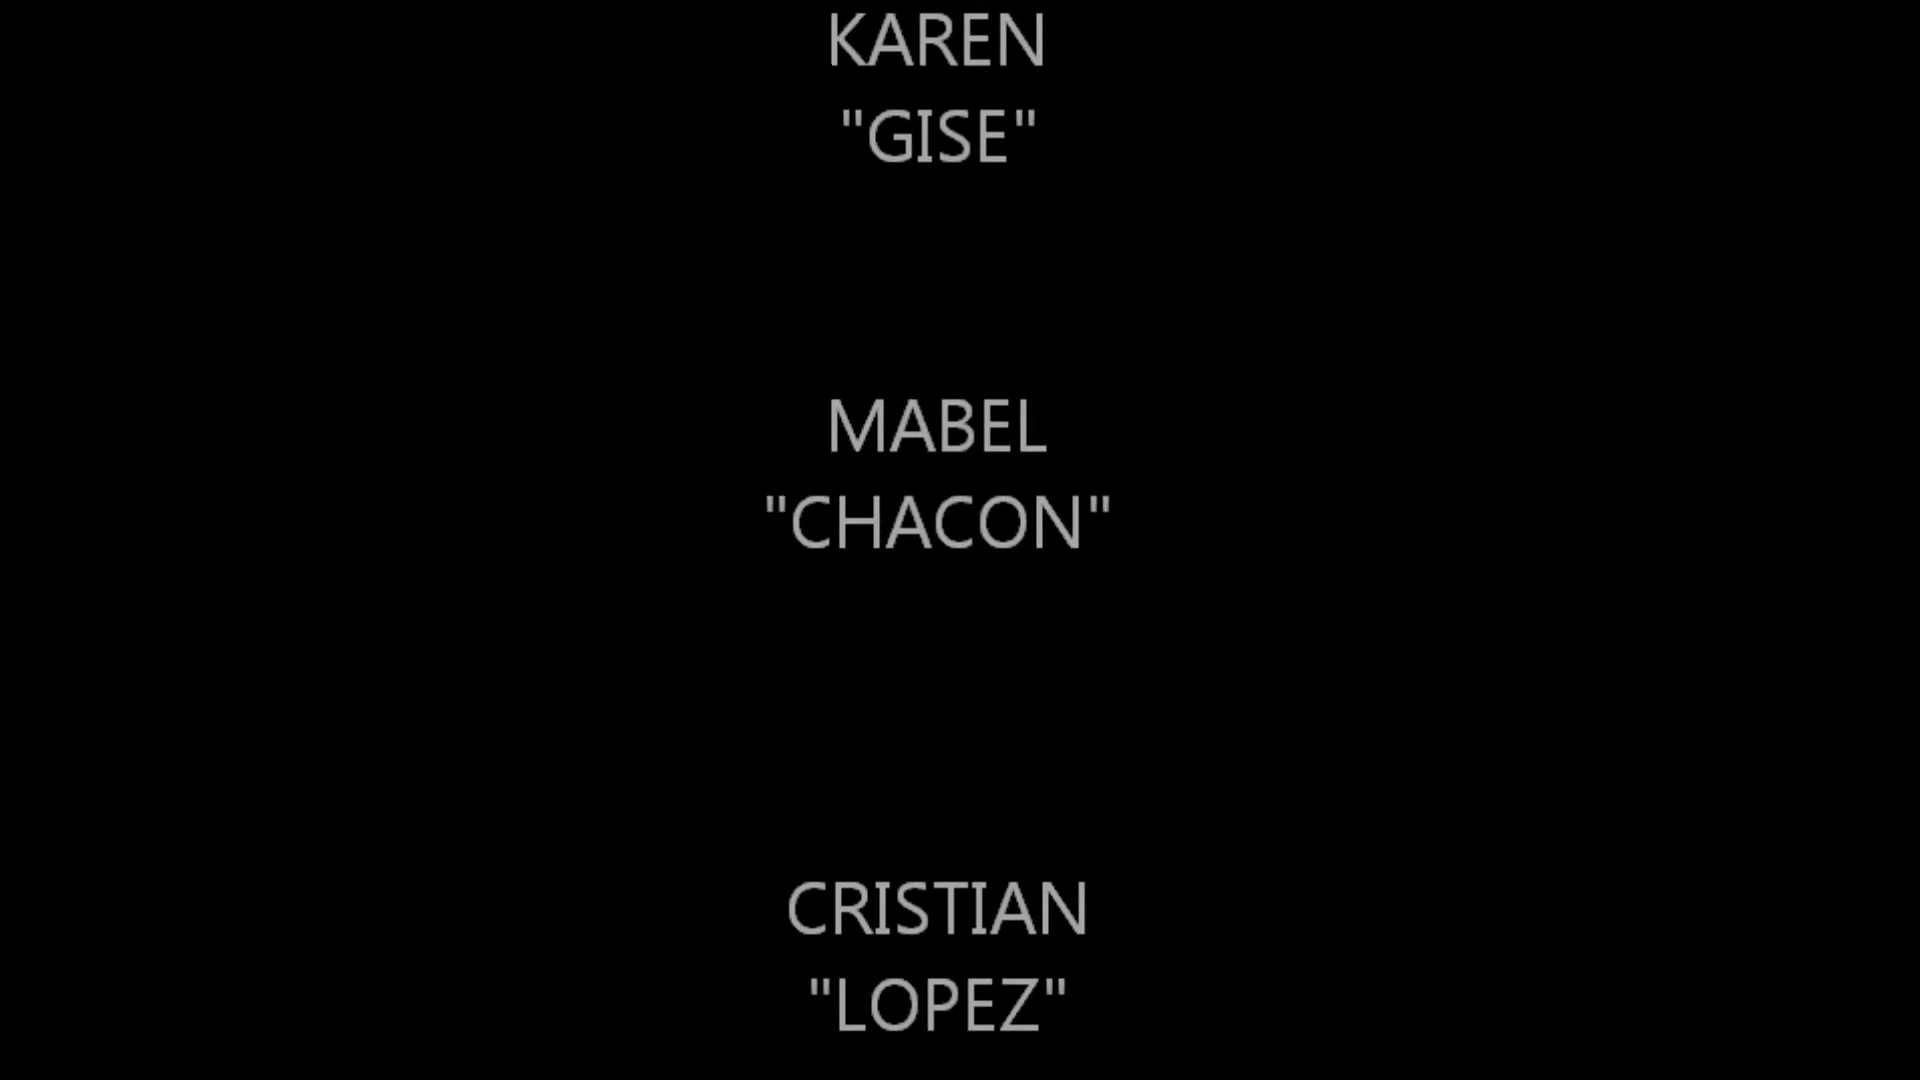 KAREN
"GISE"
MABEL
"CHACON"
CRISTIAN
"LOPEZ"